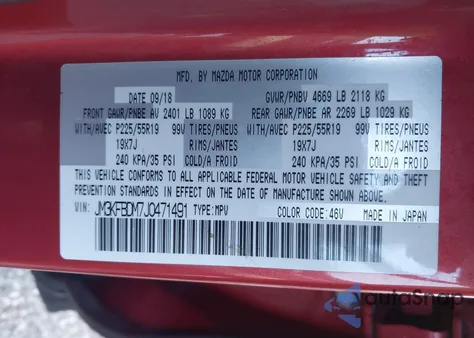 MFD. BY MAZDA MOTOR CORPORATION
DATE 09/18 GVWR/PNBV 4669 LB 2118 KG
FRONT GAWR/PNBE AV 2401 LB 1089 KG REAR GAWR/PNBE AR 2269 LB 1029 KG
WITH/AVEC P225/55R19 99V TIRES/PNEUS WITH/AVEC P225/55R19 99V TIRES/PNEUS
19X7J RIMS/JANTES 19X7J RIMS/JANTES
240 KPA/35 PSI COLD/A FROID 240 KPA/35 PSI COLD/A FROID
THIS VEHICLE CONFORMS TO ALL APPLICABLE FEDERAL MOTOR VEHICLE SAFETY AND THEFT
PREVENTION STANDARDS IN EFFECT ON THE DATE OF MANUFACTURE SHOWN ABOVE.
VIN: JM3KFBDM7J0471491 TYPE:MPV COLOR CODE:46V MADE IN JAPAN
autoSnap